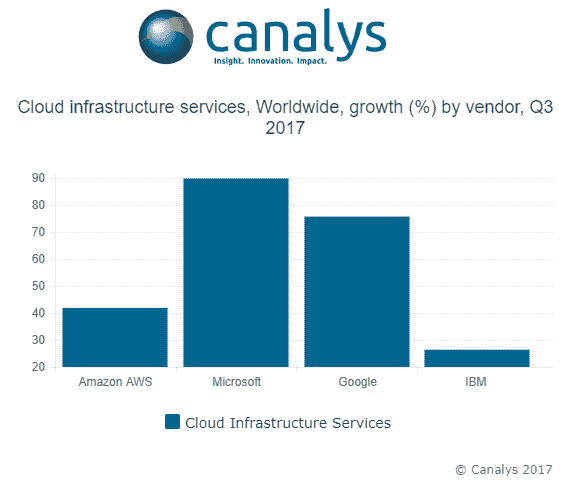 canalys
Insight. Innovation. Impact.
Cloud infrastructure services, Worldwide, growth (%) by vendor, Q3
2017
90
80
70
60
50
40
30
20
Amazon AWS Microsoft Google IBM
Cloud Infrastructure Services
© Canalys 2017